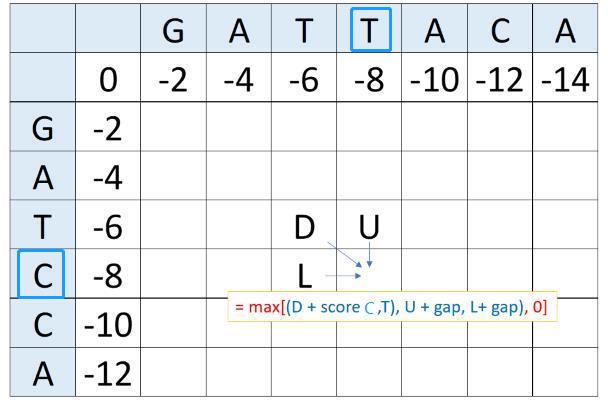 G A T T A C A
0 -2 -4 -6 -8 -10 -12 -14
G -2
A -4
T -6 D U
C -8 L
= max[(D + score C,T), U + gap, L+ gap), 0]
C -10
A -12